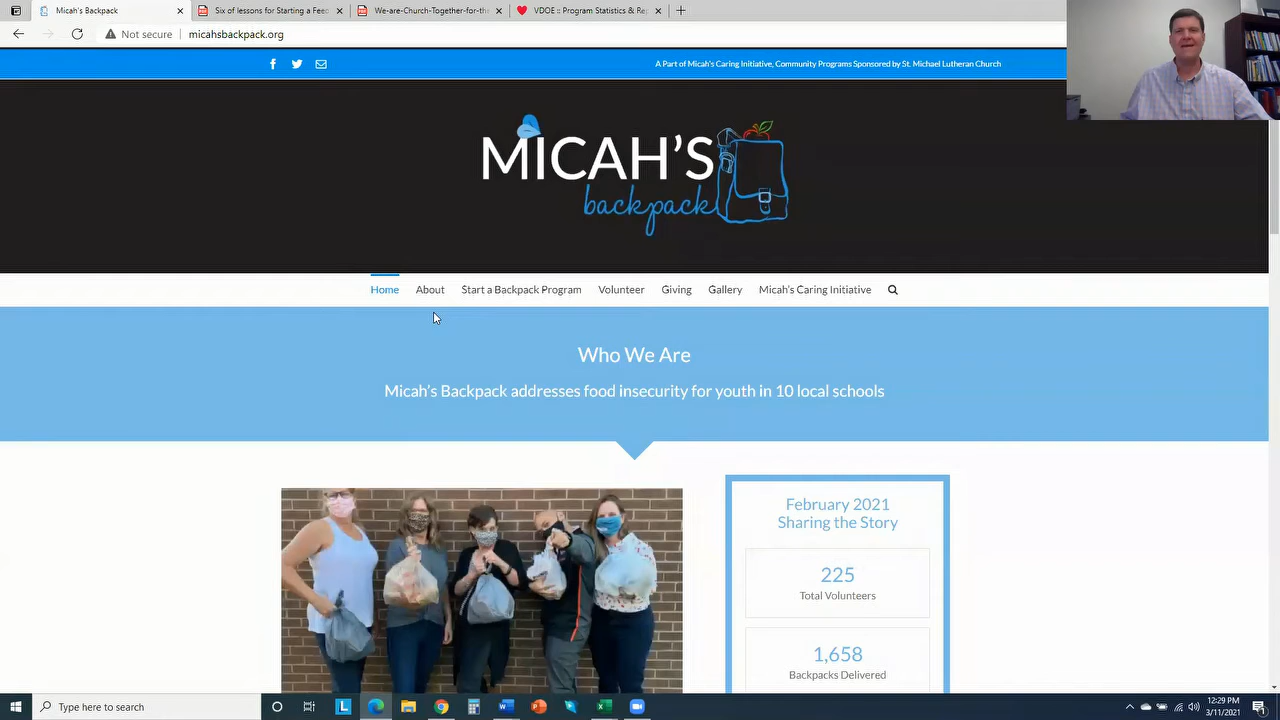 Micah's Backpack
Six of lessons for Starting a Feed
We-are-Church-Together-for-the
VDOE :: Program Statistics & Re
Not secure
micahsbackpack.org
A Part of Micah's Caring Initiative, Community Programs Sponsored by St. Michael Lutheran Church
MICAH'S
backpack
Home
About
Start a Backpack Program
Volunteer
Giving
Gallery
Micah's Caring Initiative
Who We Are
Micah's Backpack addresses food insecurity for youth in 10 local schools
February 2021
Sharing the Story
225
Total Volunteers
1,658
Backpacks Delivered
Type here to search
12:29 PM
3/11/2021